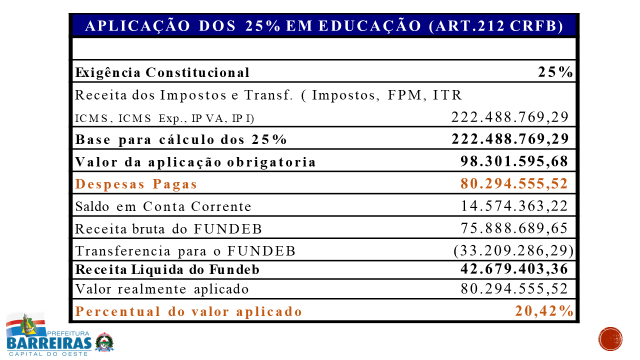 APLICAÇÃO DOS 25% EM EDUCAÇÃO (ART.212 CRFB)
Exigência Constitucional 25%
Receita dos Impostos e Transf. ( Impostos, FPM, ITR
ICMS, ICMS Exp., IPVA, IPI) 222.488.769,29
Base para cálculo dos 25% 222.488.769,29
Valor da aplicação obrigatoria 98.301.595,68
Despesas Pagas 80.294.555,52
Saldo em Conta Corrente 14.574.363,22
Receita bruta do FUNDEB 75.888.689,65
Transferencia para o FUNDEB (33.209.286,29)
Receita Liquida do Fundeb 42.679.403,36
Valor realmente aplicado 80.294.555,52
Percentual do valor aplicado 20,42%
PREFEITURA
BARREIRAS
CAPITAL DO OESTE